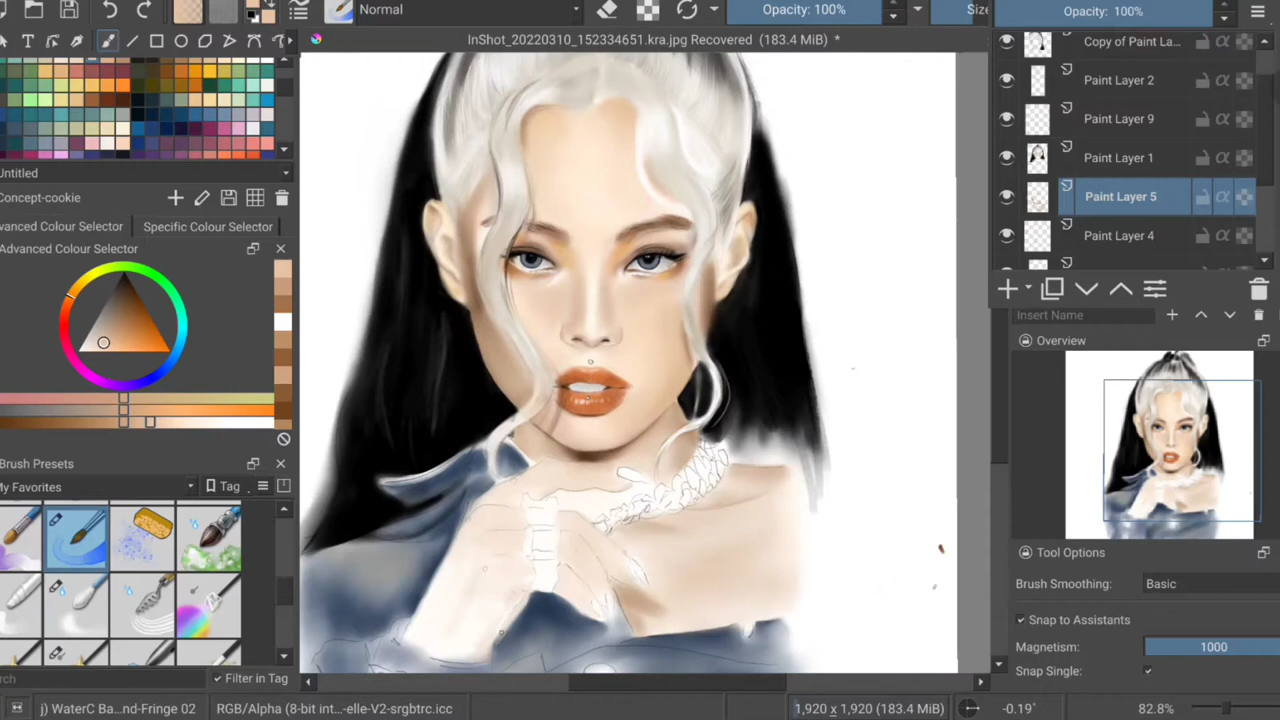 Normal
Opacity: 100%
Size
Opacity: 100%
InShot_20220310_152334651.kra.jpg Recovered (183.4 MiB) *
Copy of Paint La...
Paint Layer 2
Paint Layer 9
Paint Layer 1
Paint Layer 5
Paint Layer 4
Untitled
Concept-cookie
vanced Colour Selector
Specific Colour Selector
Advanced Colour Selector
Insert Name
Overview
Brush Presets
My Favorites
Tag
Tool Options
Brush Smoothing:
Basic
Snap to Assistants
Magnetism:
1000
Snap Single:
rch
Filter in Tag
j) WaterC Ba...nd-Fringe 02
RGB/Alpha (8-bit int...-elle-V2-srgbtrc.icc
1,920 x 1,920 (183.4 MiB)
-0.19°
82.8%